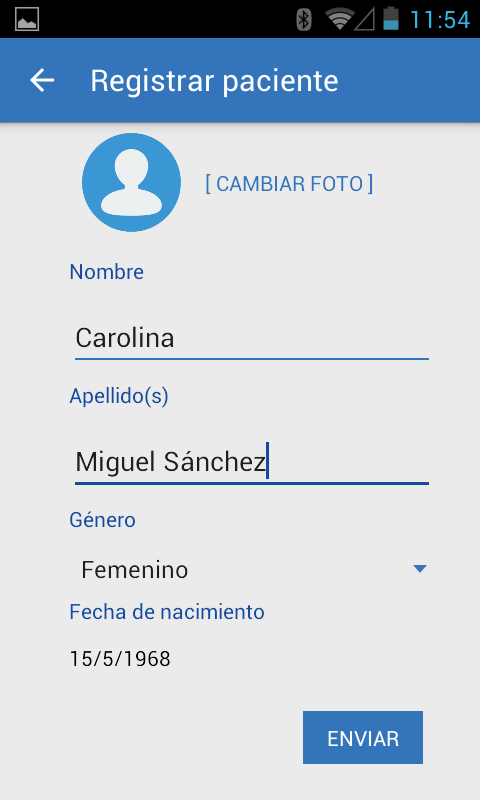 11:54
Registrar paciente
[ CAMBIAR FOTO ]
Nombre
Carolina
Apellido(s)
Miguel Sánchez
Género
Femenino
Fecha de nacimiento
15/5/1968
ENVIAR